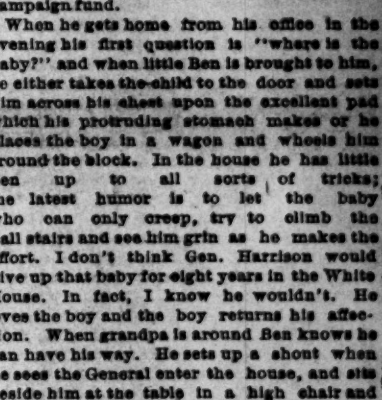 ampaign fund.
When he gets home from his office in the
vening his first question is "where is the
aby?" and when little Ben is brought to him,
e either takes the child to the door and sets
im across his chest upon the excellent pad
which his protruding stomach makes or he
laces the boy in a wagon and wheels him
round the block. In the house he has little
en up to all sorts of tricks;
he latest humor is to let the baby
who can only creep, try to climb the
all stairs and see him grin as he makes the
ffort. I don't think Gen. Harrison would
ive up that baby for eight years in the White
ouse. In fact, I know he wouldn't. He
ves the boy and the boy returns his affec-
ion. When grandpa is around Ben knows he
an have his way. He sets up a shout when
e sees the General enter the house, and sits
eside him at the table in a high chair and